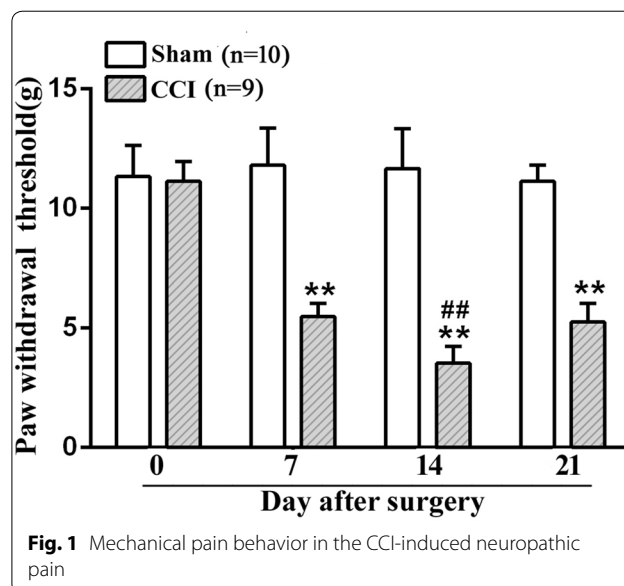 Sham (n=10)
CCI (n=9)
Paw withdrawal threshold(g)
15
10
5
0
**
##
**
**
0 7 14 21
Day after surgery
Fig. 1 Mechanical pain behavior in the CCI-induced neuropathic
pain